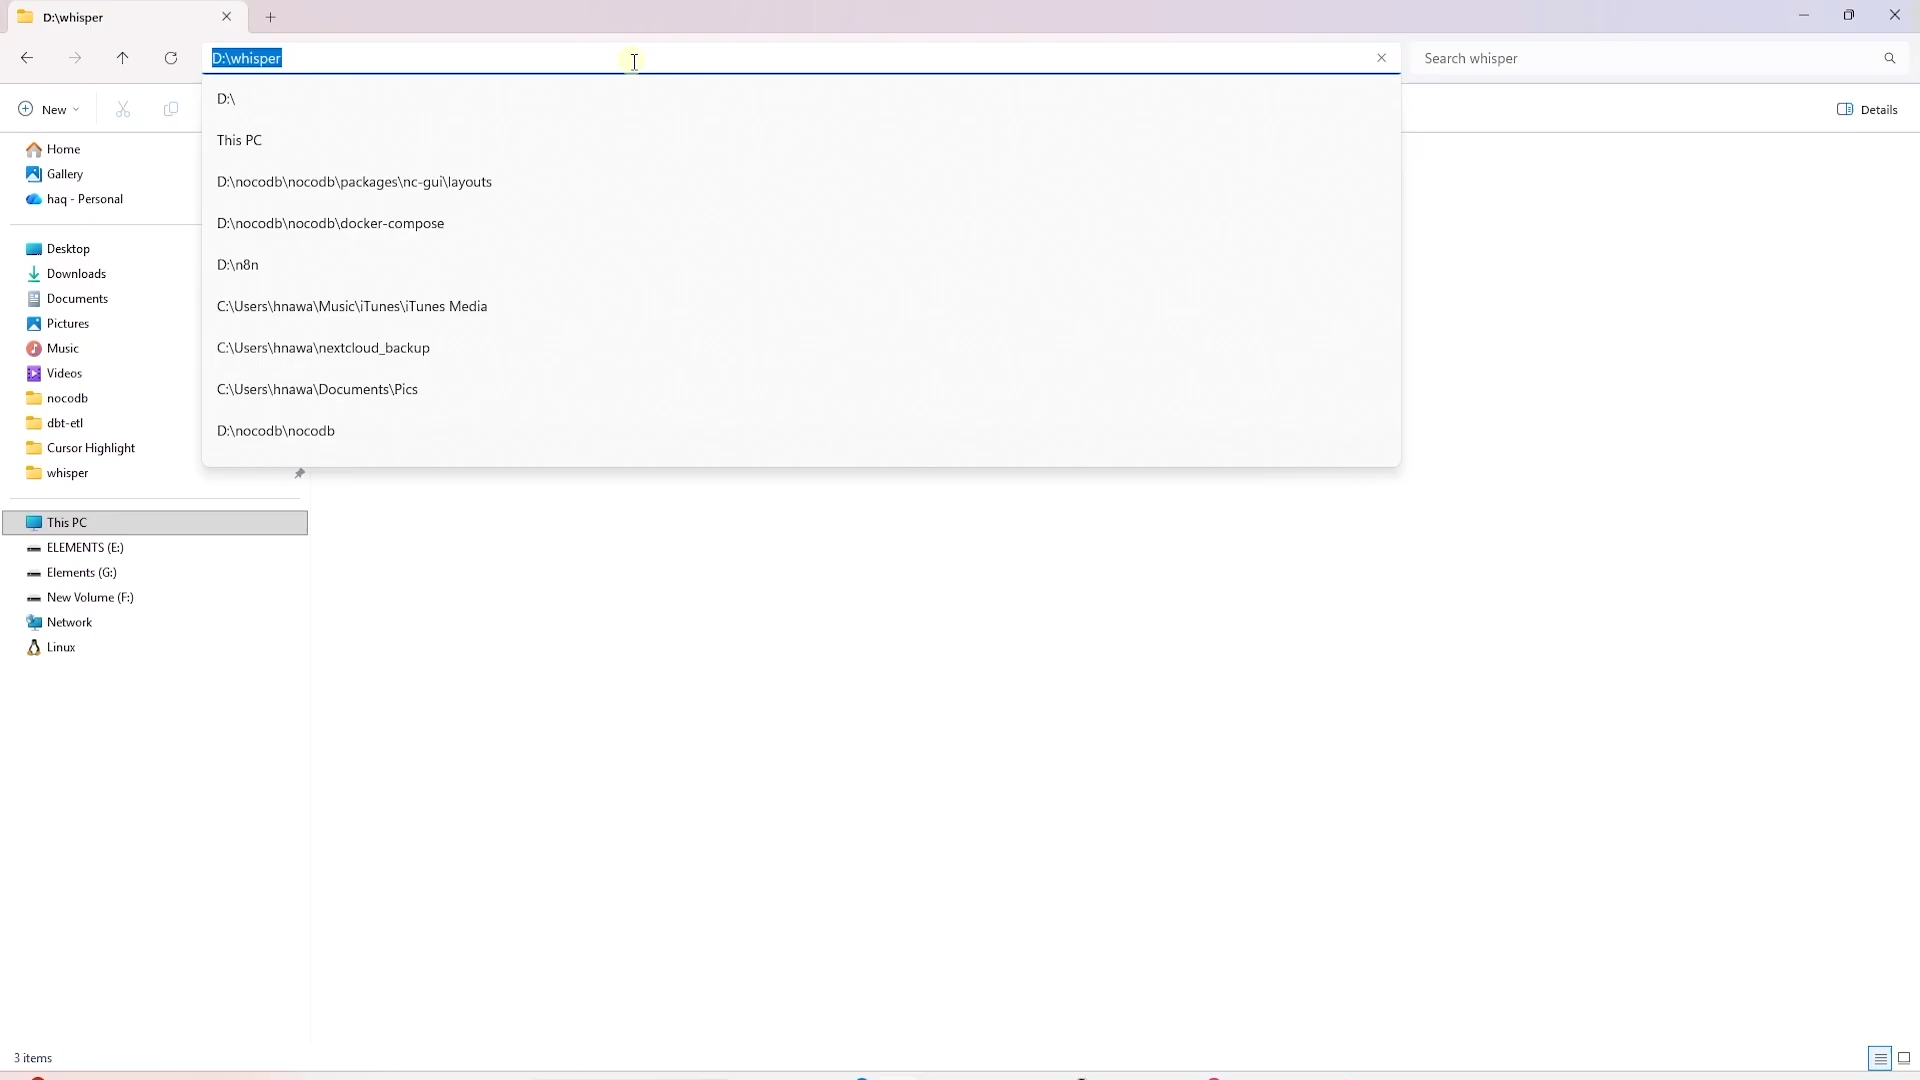 D:\whisper
D:\whisper
Search whisper
New
Details
D:\
This PC
D:\nocodb\nocodb\packages\nc-gui\layouts
D:\nocodb\nocodb\docker-compose
D:\n8n
C:\Users\hnawa\Music\iTunes\iTunes Media
C:\Users\hnawa\nextcloud_backup
C:\Users\hnawa\Documents\Pics
D:\nocodb\nocodb
Home
Gallery
haq - Personal
Desktop
Downloads
Documents
Pictures
Music
Videos
nocodb
dbt-etl
Cursor Highlight
whisper
This PC
ELEMENTS (E:)
Elements (G:)
New Volume (F:)
Network
Linux
3 items